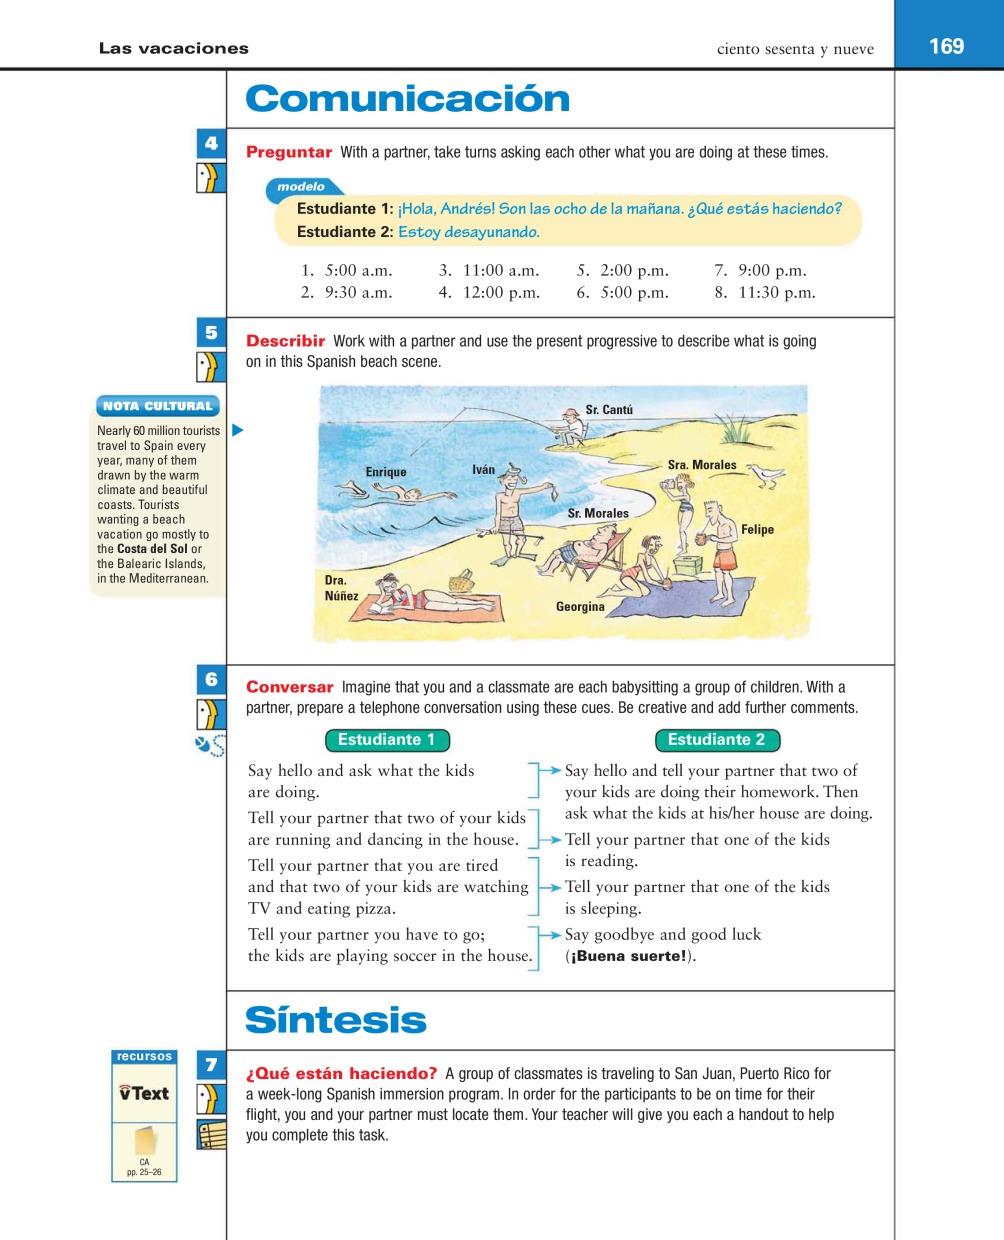 Las vacaciones
ciento sesenta y nueve
169
Comunicación
4
Preguntar With a partner, take turns asking each other what you are doing at these times.
modelo
Estudiante 1: ¡Hola, Andrés! Son las ocho de la mañana. ¿Qué estás haciendo?
Estudiante 2: Estoy desayunando.
1. 5:00 a.m.
2. 9:30 a.m.
3. 11:00 a.m.
4. 12:00 p.m.
5. 2:00 p.m.
6. 5:00 p.m.
7. 9:00 p.m.
8. 11:30 p.m.
5
Describir Work with a partner and use the present progressive to describe what is going
on in this Spanish beach scene.
NOTA CULTURAL
Nearly 60 million tourists
travel to Spain every
year, many of them
drawn by the warm
climate and beautiful
coasts. Tourists
wanting a beach
vacation go mostly to
the Costa del Sol or
the Balearic Islands,
in the Mediterranean.
Sr. Cantú
Enrique
Iván
Sra. Morales
Sr. Morales
Felipe
Dra.
Núñez
Georgina
6
Conversar Imagine that you and a classmate are each babysitting a group of children. With a
partner, prepare a telephone conversation using these cues. Be creative and add further comments.
Estudiante 1
Say hello and ask what the kids
are doing.
Tell your partner that two of your kids
are running and dancing in the house.
Tell your partner that you are tired
and that two of your kids are watching
TV and eating pizza.
Tell your partner you have to go;
the kids are playing soccer in the house.
Estudiante 2
Say hello and tell your partner that two of
your kids are doing their homework. Then
ask what the kids at his/her house are doing.
Tell your partner that one of the kids
is reading.
Tell your partner that one of the kids
is sleeping.
Say goodbye and good luck
(¡Buena suerte!).
Síntesis
recursos
vText
CA
pp. 25–26
7
¿Qué están haciendo? A group of classmates is traveling to San Juan, Puerto Rico for
a week-long Spanish immersion program. In order for the participants to be on time for their
flight, you and your partner must locate them. Your teacher will give you each a handout to help
you complete this task.